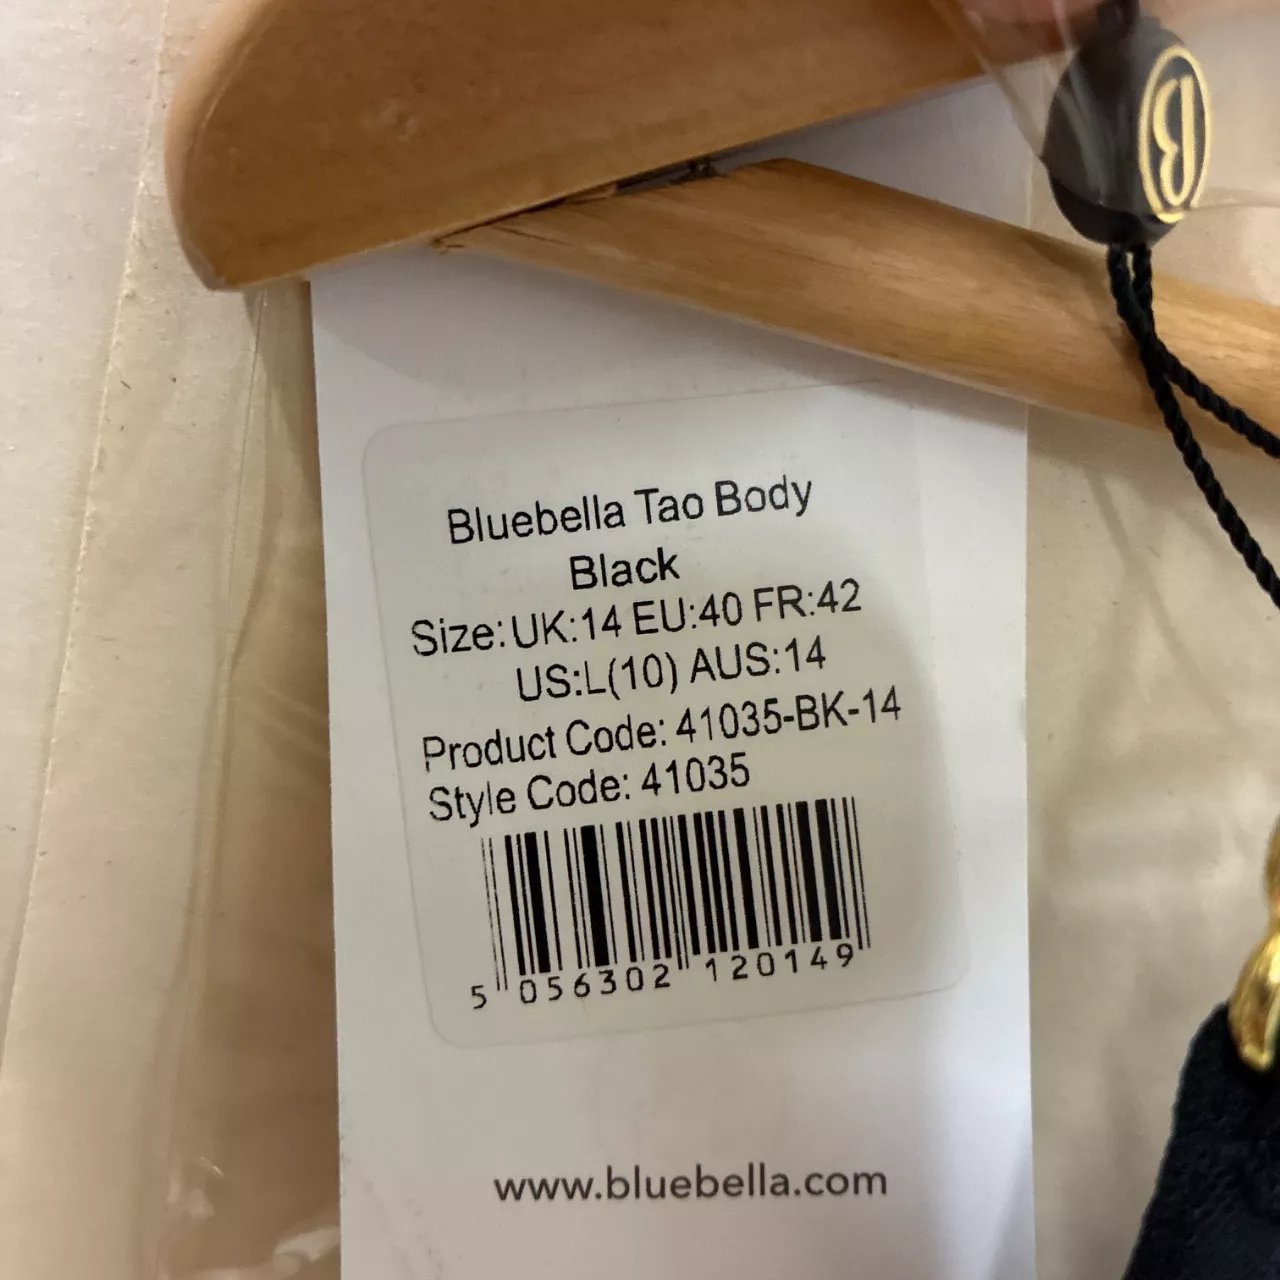 B
Bluebella Tao Body
Black
Size: UK:14 EU:40 FR:42
US:L(10) AUS:14
Product Code: 41035-BK-14
Style Code: 41035
5 056302 120149
www.bluebella.com